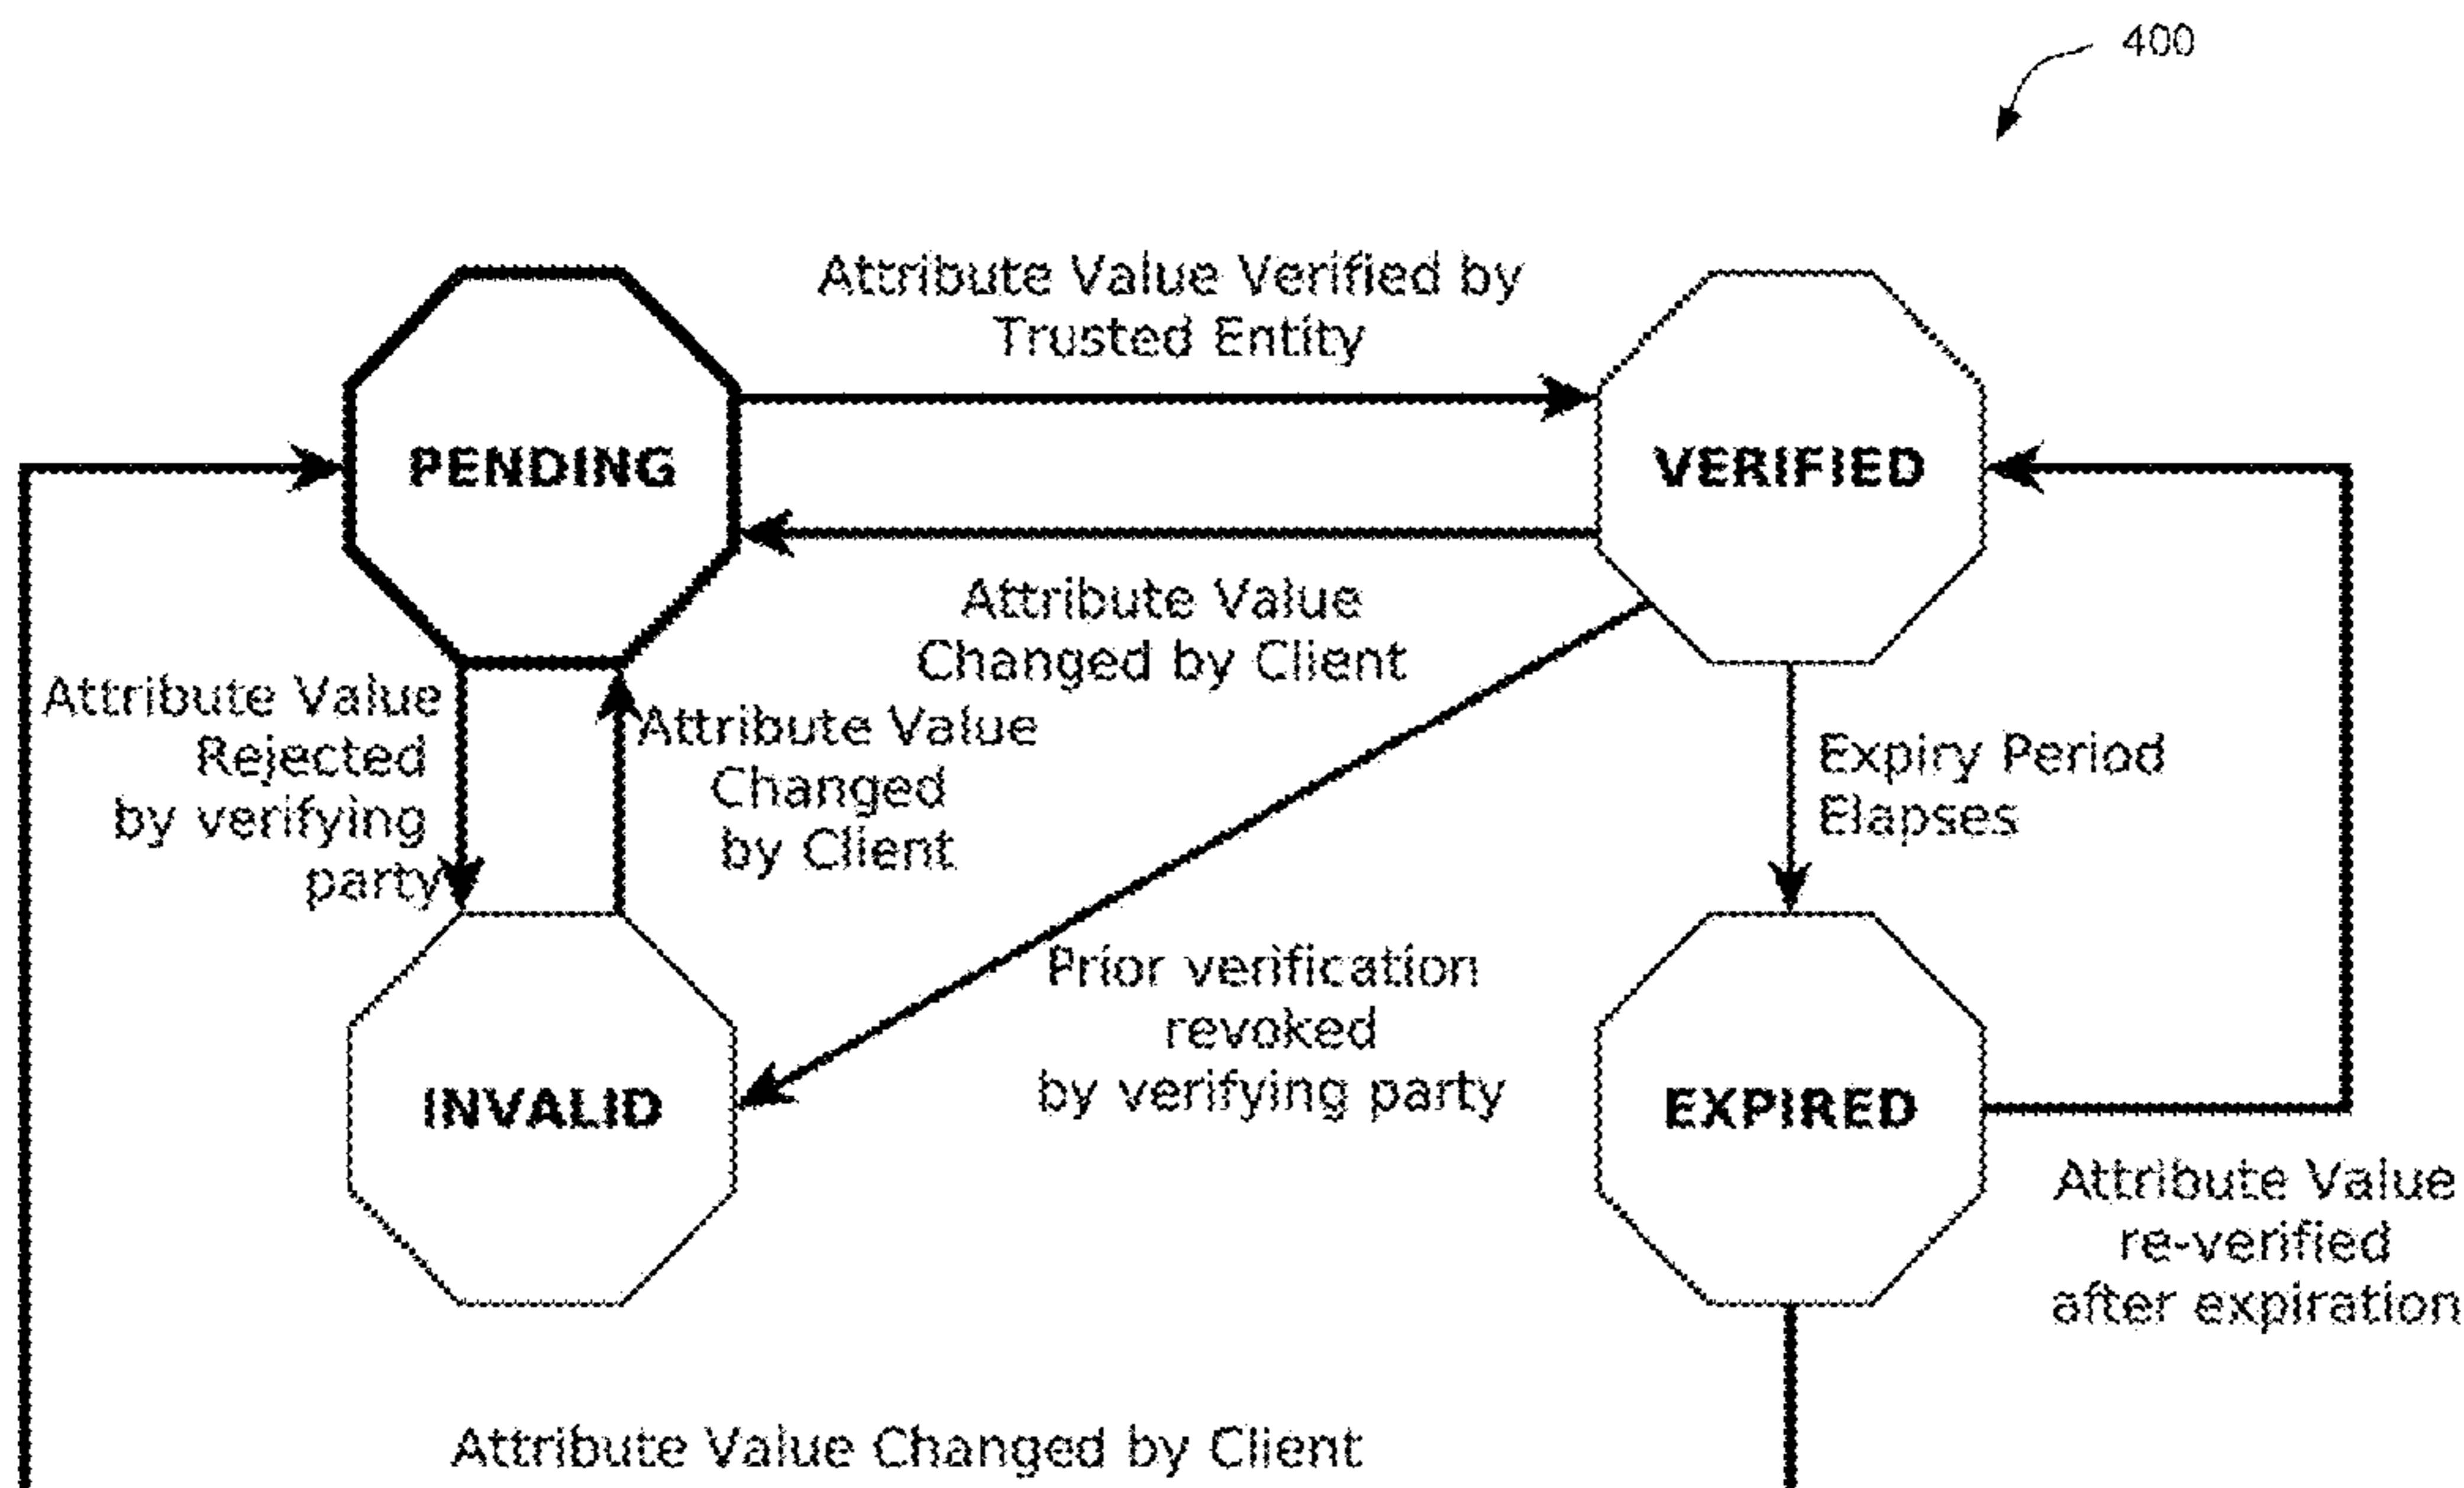 400
Attribute Value Verified by
Trusted Entity
PENDING
VERIFIED
Attribute Value
Changed by Client
Attribute Value
Rejected
by verifying
party
Attribute Value
Changed
by Client
Expiry Period
Elapses
Prior verification
revoked
by verifying party
INVALID
EXPIRED
Attribute Value
re-verified
after expiration
Attribute Value Changed by Client